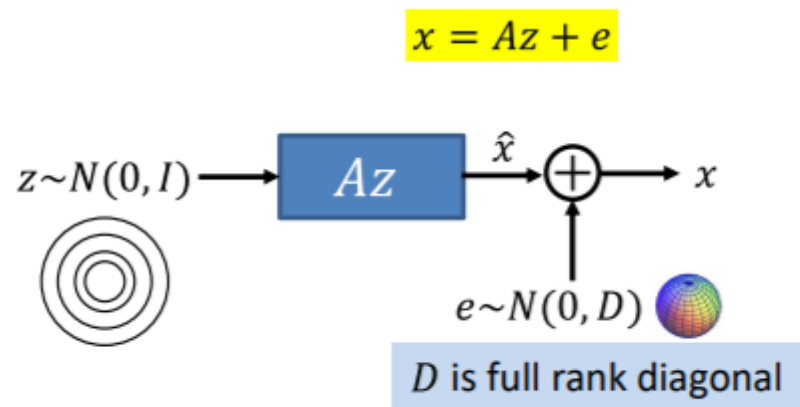 x = Az + e
z~N(0, I)
Az
x̂
+
x
e~N(0, D)
D is full rank diagonal